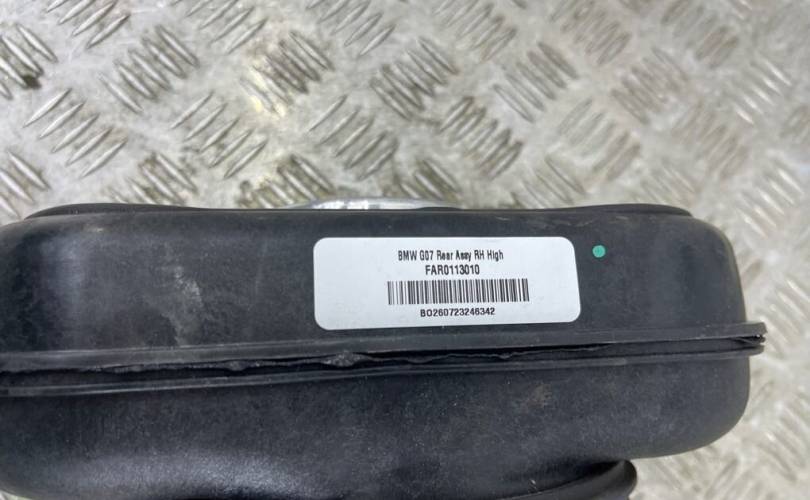 BMW G07 Rear Assy RH High
FAR0113010
BO260723246342